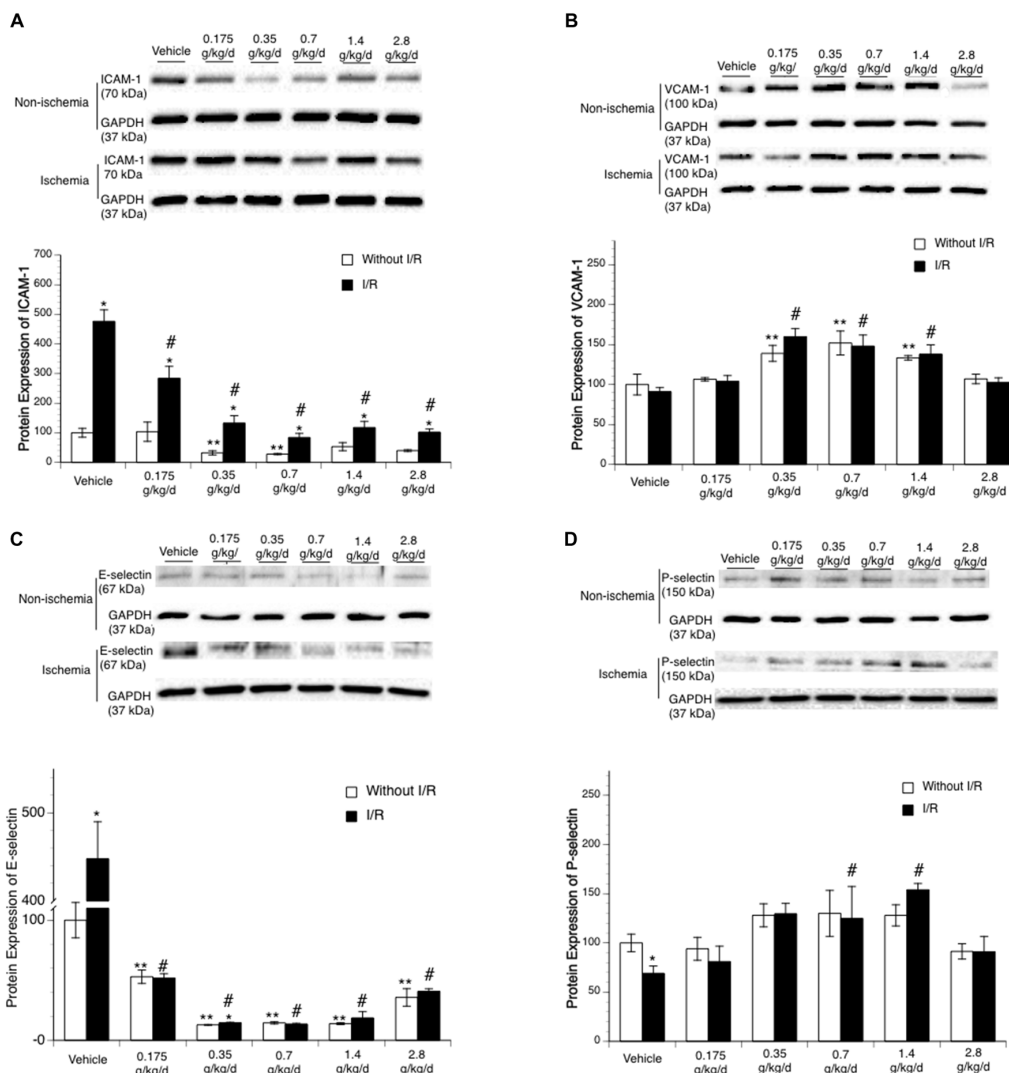 A
Vehicle
0.175 g/kg/d
0.35 g/kg/d
0.7 g/kg/d
1.4 g/kg/d
2.8 g/kg/d
Non-ischemia
ICAM-1
(70 kDa)
GAPDH
(37 kDa)
Ischemia
ICAM-1
70 kDa
GAPDH
(37 kDa)
Protein Expression of ICAM-1
700
600
500
400
300
200
100
0
Without I/R
I/R
*
#
*
**
#
*
**
#
*
#
*
#
*
Vehicle
0.175 g/kg/d
0.35 g/kg/d
0.7 g/kg/d
1.4 g/kg/d
2.8 g/kg/d
B
Vehicle
0.175 g/kg/
0.35 g/kg/d
0.7 g/kg/d
1.4 g/kg/d
2.8 g/kg/d
Non-ischemia
VCAM-1
(100 kDa)
GAPDH
(37 kDa)
Ischemia
VCAM-1
(100 kDa)
GAPDH
(37 kDa)
Protein Expression of VCAM-1
250
200
150
100
50
0
Without I/R
I/R
**
#
**
#
**
#
Vehicle
0.175 g/kg/d
0.35 g/kg/d
0.7 g/kg/d
1.4 g/kg/d
2.8 g/kg/d
C
Vehicle
0.175 g/kg/
0.35 g/kg/d
0.7 g/kg/d
1.4 g/kg/d
2.8 g/kg/d
Non-ischemia
E-selectin
(67 kDa)
GAPDH
(37 kDa)
Ischemia
E-selectin
(67 kDa)
GAPDH
(37 kDa)
Protein Expression of E-selectin
500
400
100
-0
Without I/R
I/R
*
**
#
**
#
*
**
#
**
#
**
#
Vehicle
0.175 g/kg/d
0.35 g/kg/d
0.7 g/kg/d
1.4 g/kg/d
2.8 g/kg/d
D
Vehicle
0.175 g/kg/d
0.35 g/kg/d
0.7 g/kg/d
1.4 g/kg/d
2.8 g/kg/d
Non-ischemia
P-selectin
(150 kDa)
GAPDH
(37 kDa)
Ischemia
P-selectin
(150 kDa)
GAPDH
(37 kDa)
Protein Expression of P-selectin
250
200
150
100
50
0
Without I/R
I/R
*
#
#
Vehicle
0.175 g/kg/d
0.35 g/kg/d
0.7 g/kg/d
1.4 g/kg/d
2.8 g/kg/d